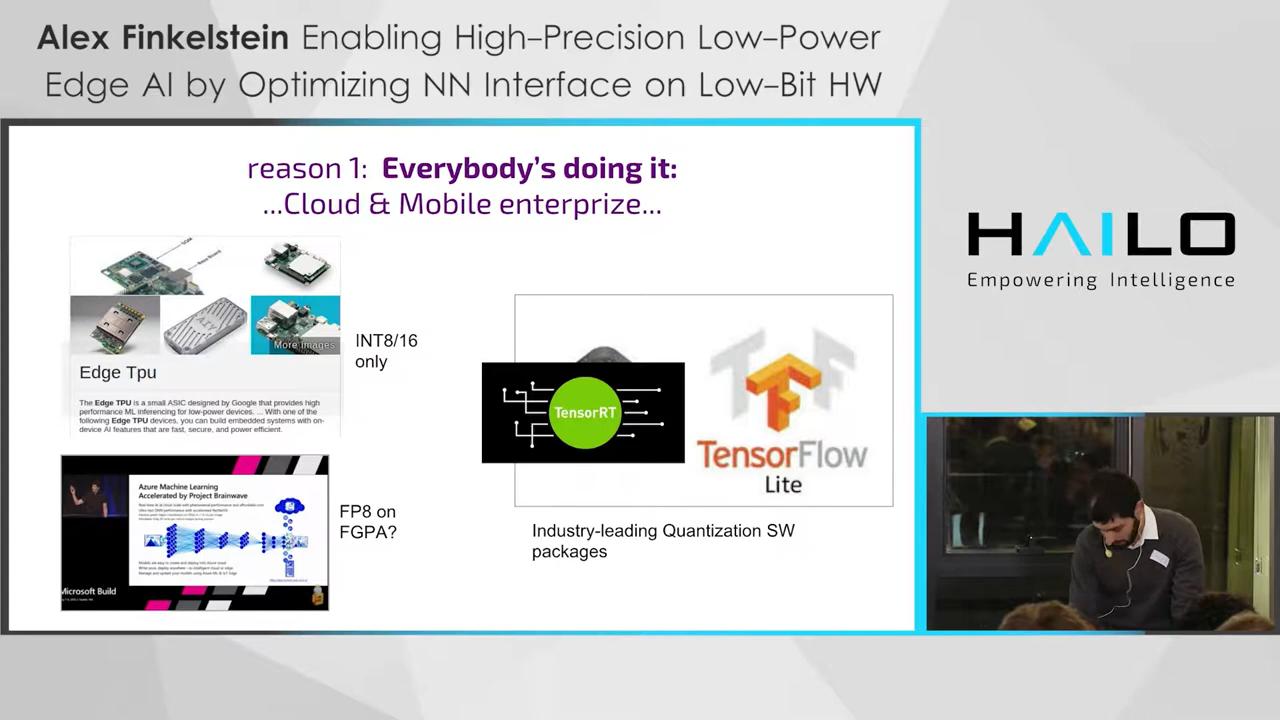 Alex Finkelstein Enabling High-Precision Low-Power
Edge AI by Optimizing NN Interface on Low-Bit HW
reason 1: Everybody's doing it:
...Cloud & Mobile enterprize...
HAILO
Empowering Intelligence
SOM
Base Board
More images
INT8/16
only
Edge Tpu
The Edge TPU is a small ASIC designed by Google that provides high
performance ML inferencing for low-power devices. ... With one of the
following Edge TPU devices, you can build embedded systems with on-
device AI features that are fast, secure, and power efficient.
TensorRT
TensorFlow
Lite
Azure Machine Learning
Accelerated by Project Brainwave
FP8 on
FGPA?
Microsoft Build
Industry-leading Quantization SW
packages